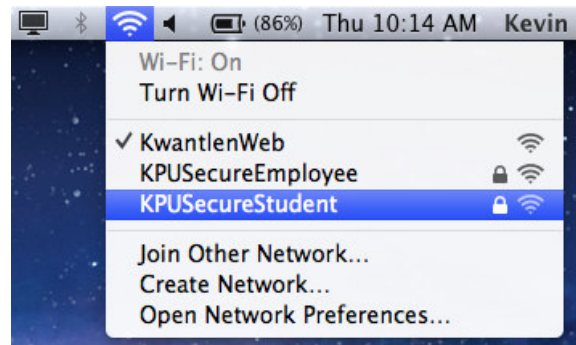 (86%) Thu 10:14 AM Kevin
Wi-Fi: On
Turn Wi-Fi Off
KwantlenWeb
KPUSecureEmployee
KPUSecureStudent
Join Other Network...
Create Network...
Open Network Preferences...